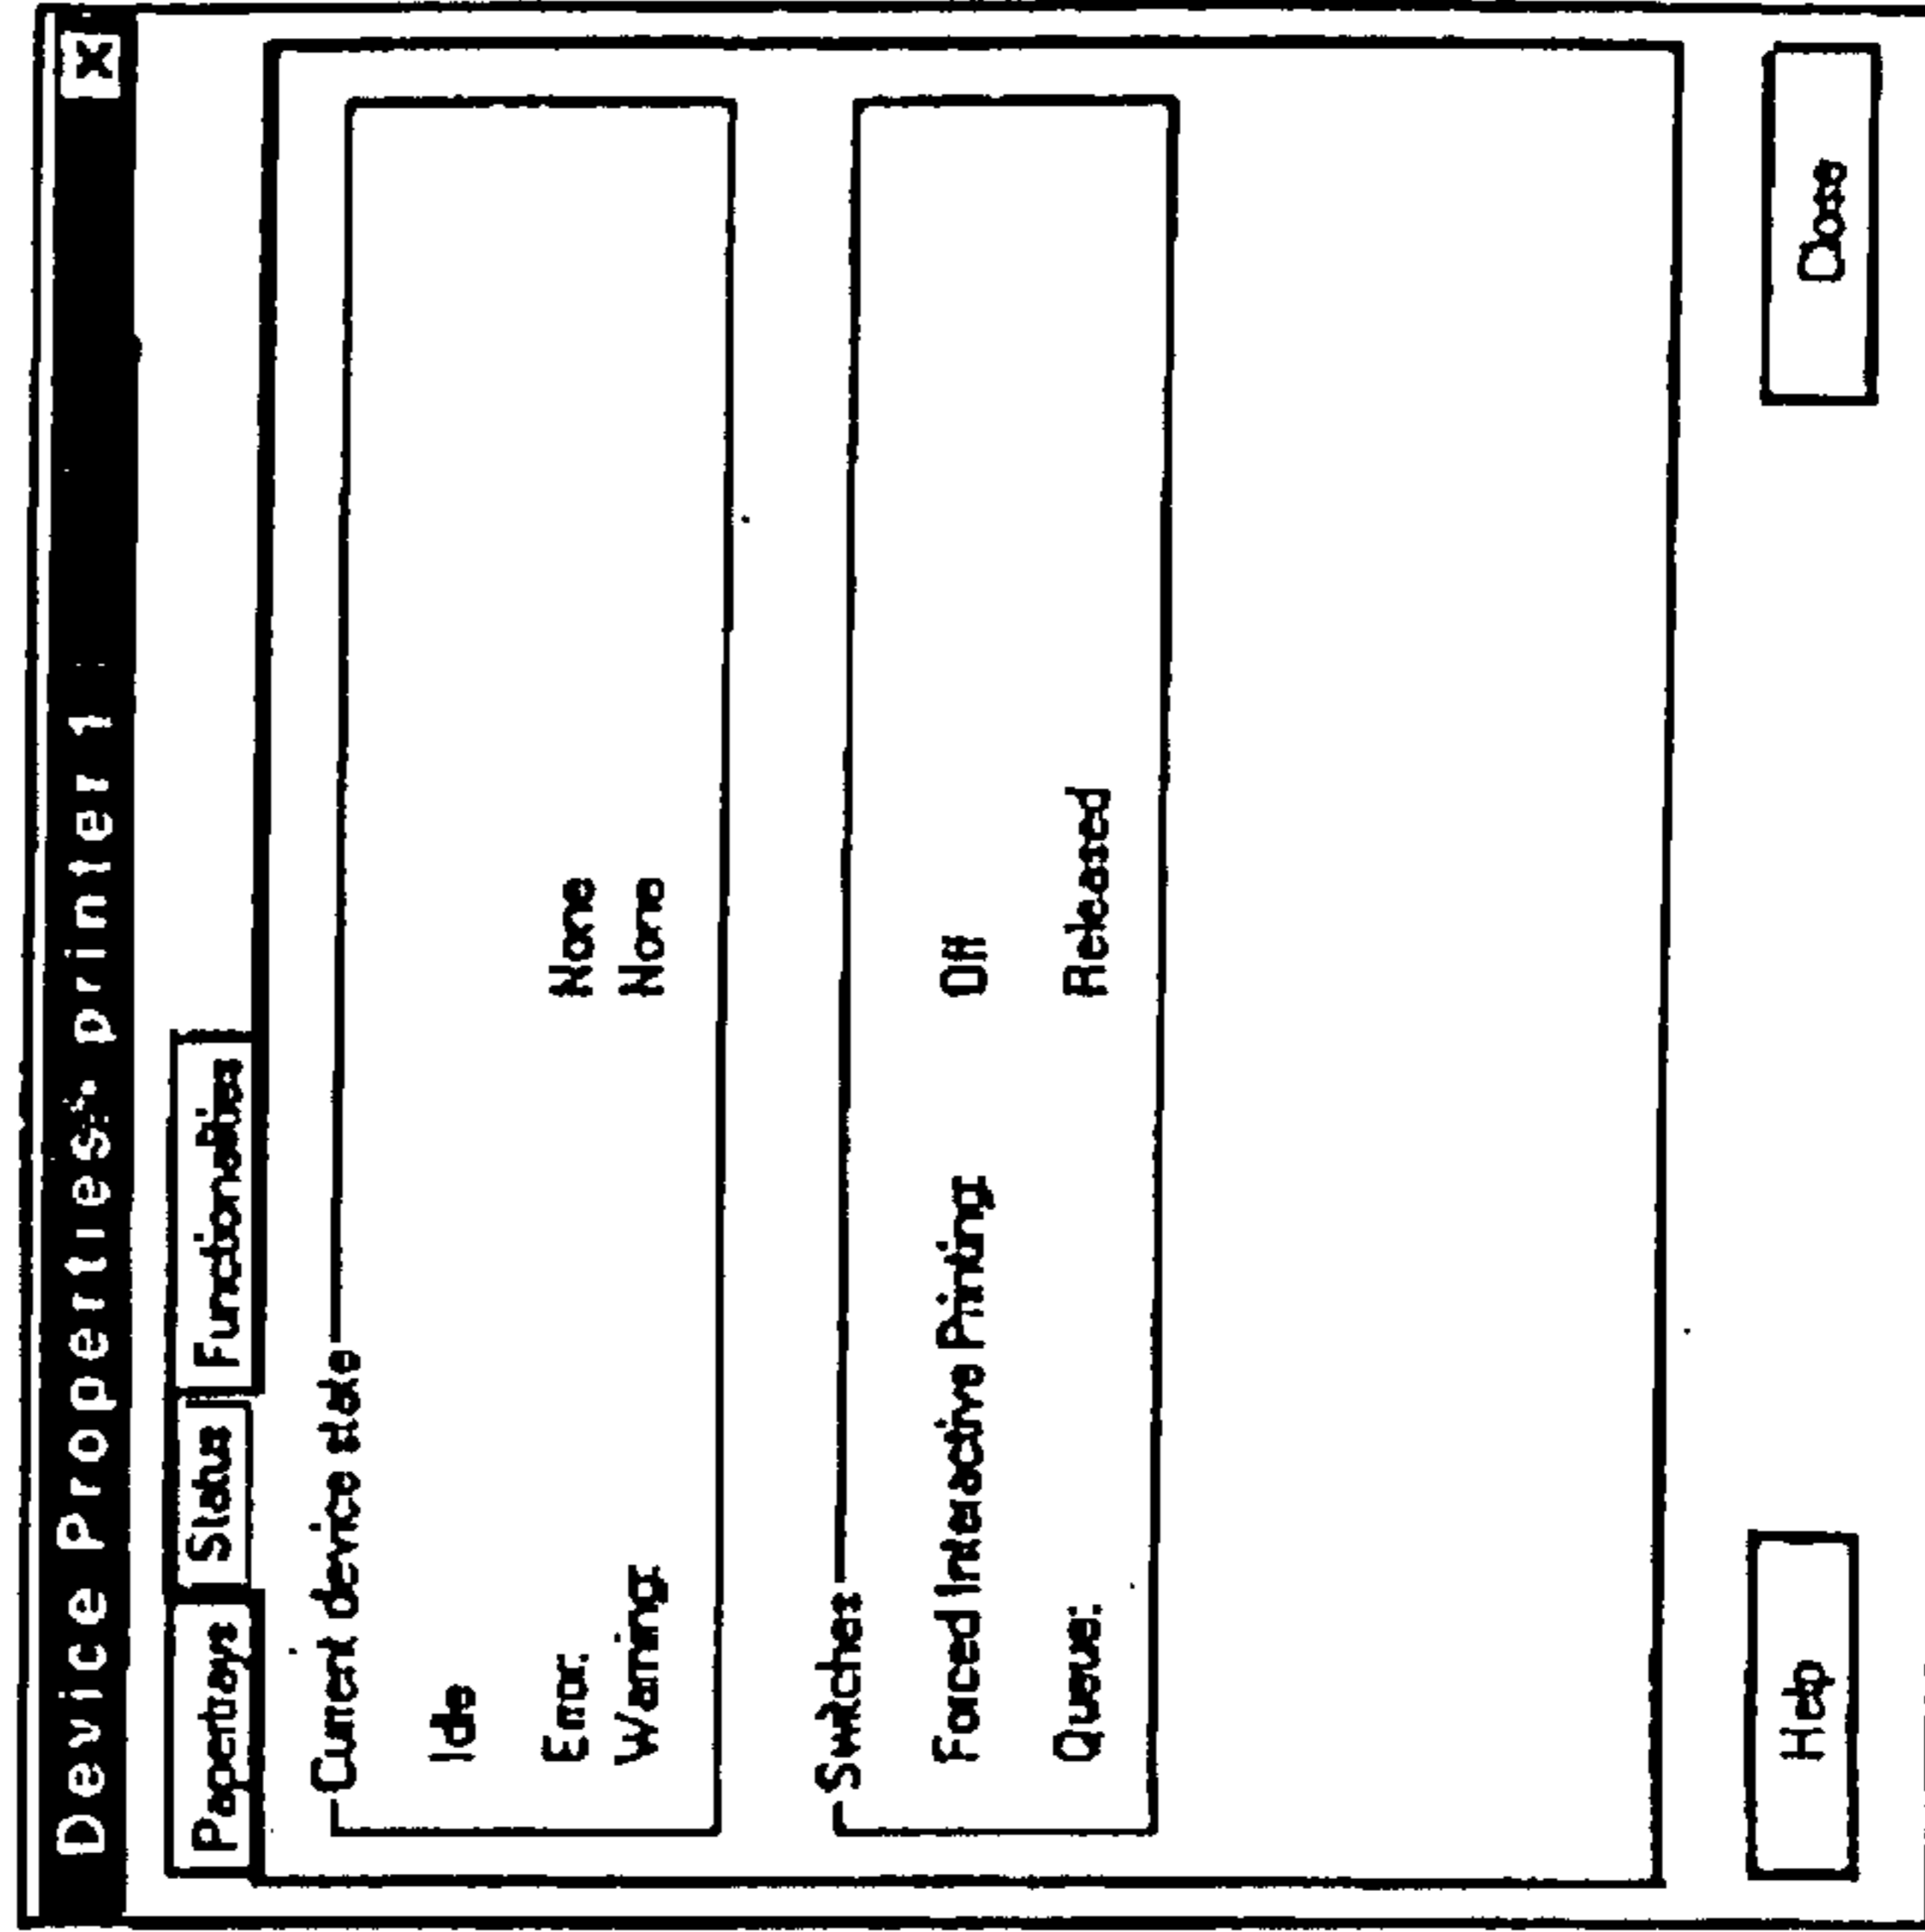 Device Properties: printer 1
X
Properties Status Functionalities
Current device state
Idle
Error: None
Warning: None
Switches
Forced Interactive Printing Off
Queue: Released
Help Close